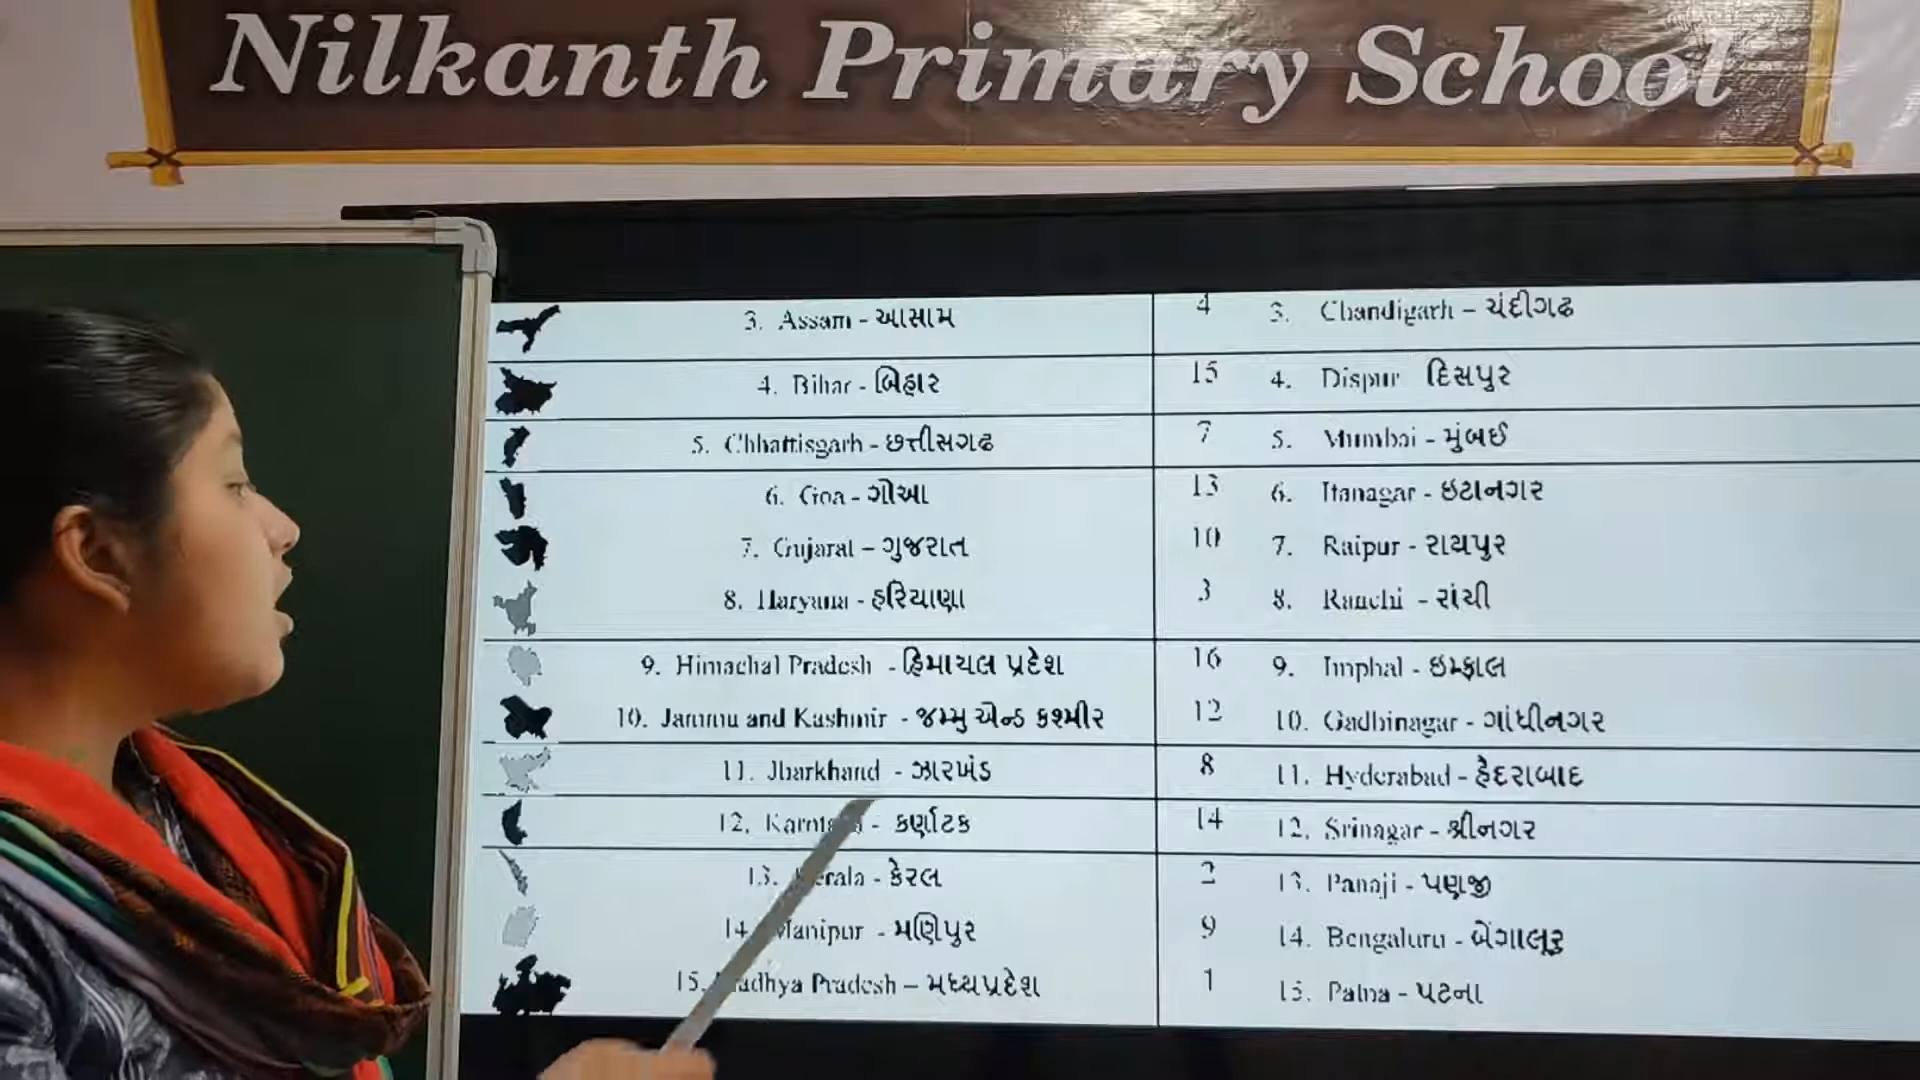 Nilkanth Primary School
3. Assam - આસામ 4 3. Chandigarh - ચંદીગઢ
4. Bihar - બિહાર 15 4. Dispur દિસપુર
5. Chhattisgarh - છત્તીસગઢ 7 5. Mumbai - મુંબઈ
6. Goa - ગોઆ 13 6. Itanagar - ઇટાનગર
7. Gujarat – ગુજરાત 10 7. Raipur - રાયપુર
8. Haryana - હરિયાણા 3 8. Ranchi - રાંચી
9. Himachal Pradesh - હિમાચલ પ્રદેશ 16 9. Imphal - ઇમ્ફાલ
10. Jammu and Kashmir - જમ્મુ એન્ડ કશ્મીર 12 10. Gadhinagar - ગાંધીનગર
11. Jharkhand - ઝારખંડ 8 11. Hyderabad - હૈદરાબાદ
12. - કર્ણાટક 14 12. Srinagar - શ્રીનગર
13. - કેરલ 2 13. Panaji - પણજી
14. Manipur - મણિપુર 9 14. Bengaluru - બેંગાલૂરુ
15. Madhya Pradesh – મધ્યપ્રદેશ 1 15. Patna - પટના